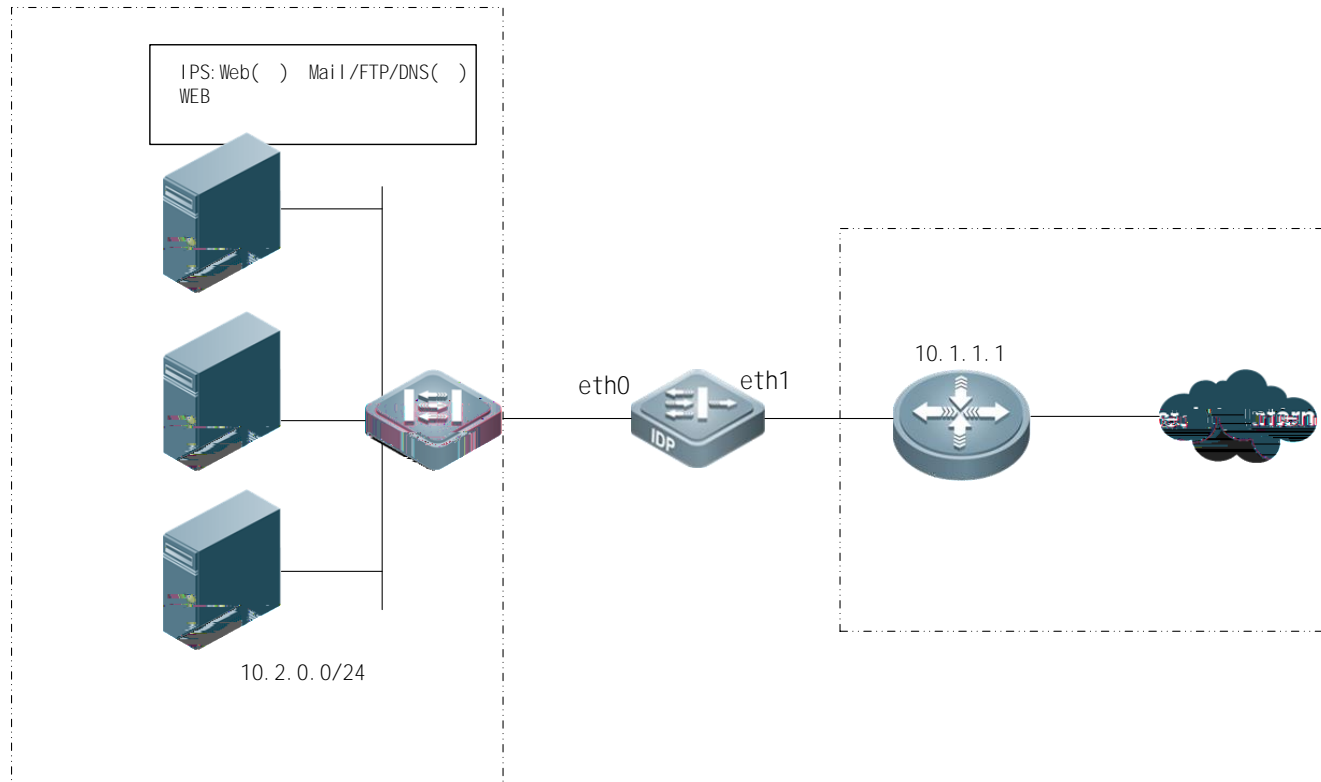 IPS:Web( ) Mail/FTP/DNS( )
WEB
10.1.1.1
eth0
eth1
IDP
10.2.0.0/24